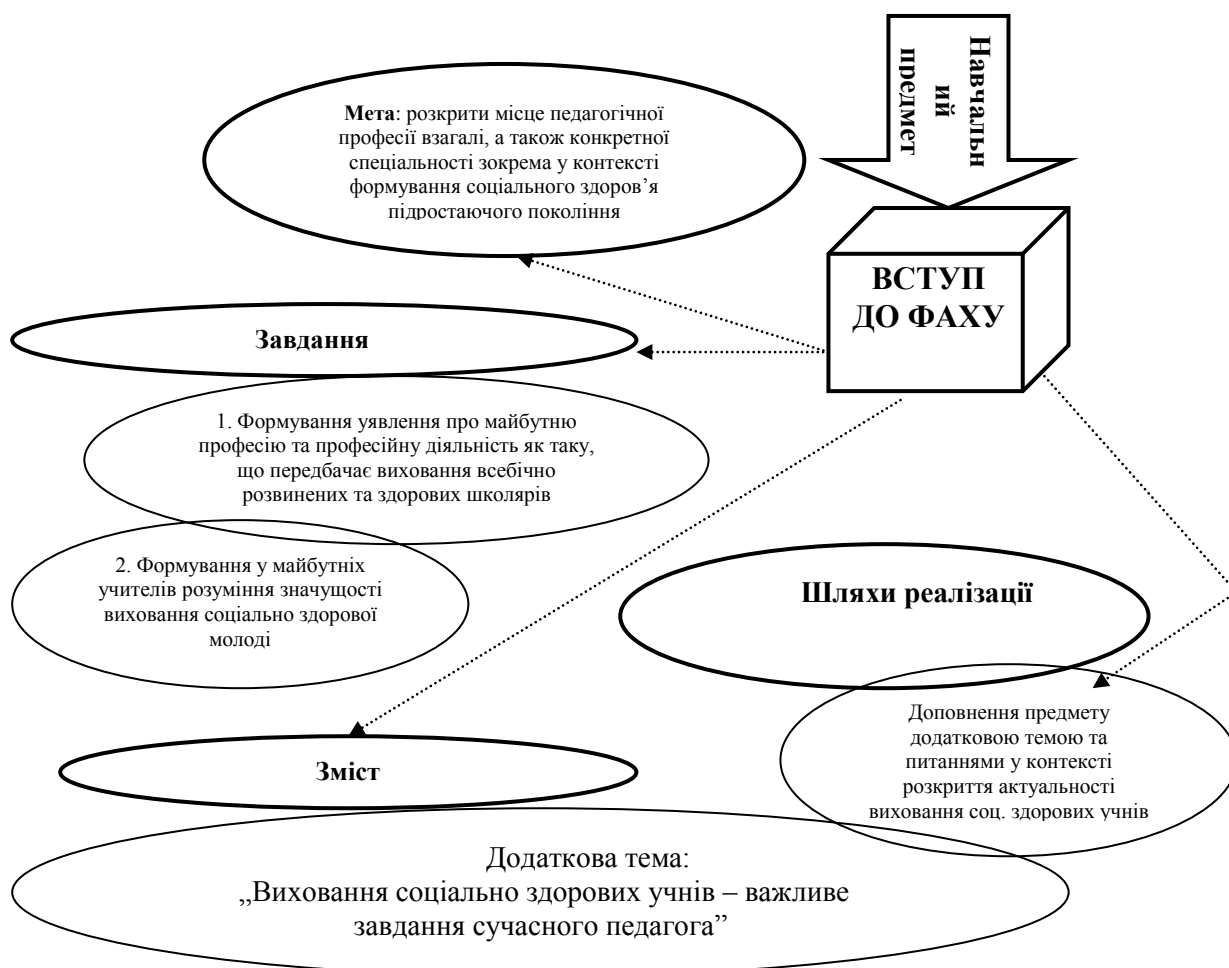 Навчальн
ий
предмет
Мета: розкрити місце педагогічної
професії взагалі, а також конкретної
спеціальності зокрема у контексті
формування соціального здоров’я
підростаючого покоління
ВСТУП
ДО ФАХУ
Завдання
1. Формування уявлення про майбутню
професію та професійну діяльність як таку,
що передбачає виховання всебічно
розвинених та здорових школярів
2. Формування у майбутніх
учителів розуміння значущості
виховання соціально здорової
молоді
Шляхи реалізації
Доповнення предмету
додатковою темою та
питаннями у контексті
розкриття актуальності
виховання соц. здорових учнів
Зміст
Додаткова тема:
„Виховання соціально здорових учнів – важливе
завдання сучасного педагога”